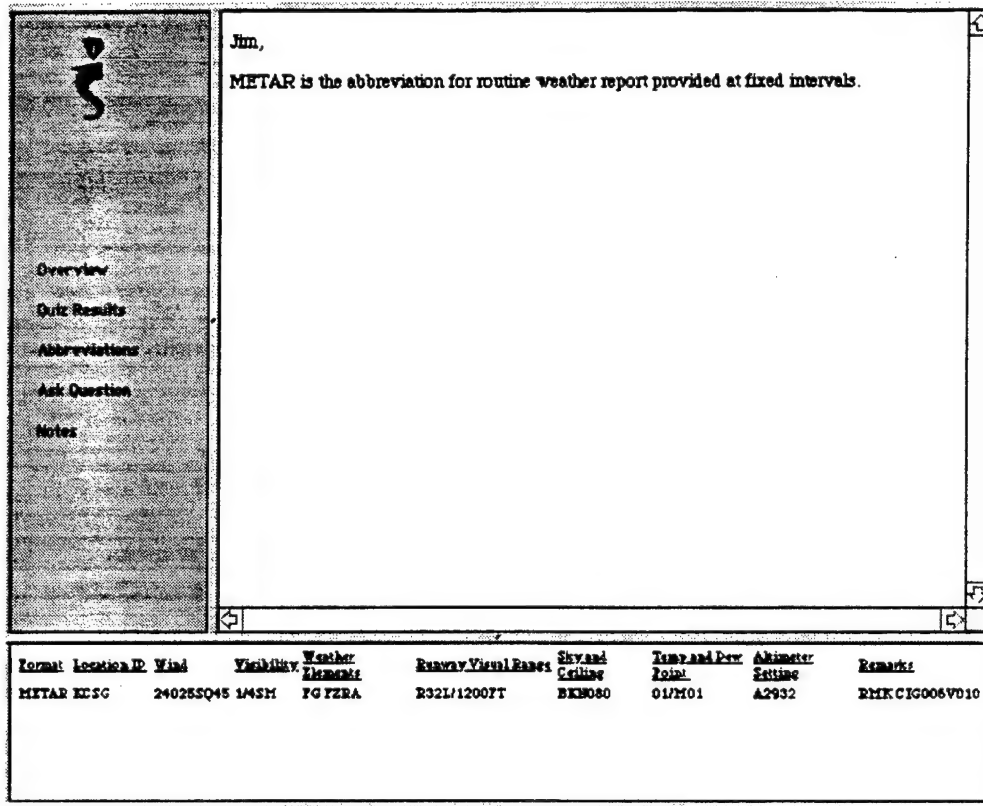 Jim,
METAR is the abbreviation for routine weather report provided at fixed intervals.
Overview
Quiz Results
Abbreviations
Ask Question
Notes
Format Location ID Wind Visibility Weather Elements Runway Visual Ranges Sky and Ceiling Temp and Dew Point Altimeter Setting Remarks
METAR KCSG 24025SQ45 1/4SM FG FZRA R32L/1200FT BKN080 01/M01 A2932 RMK CIG005V010